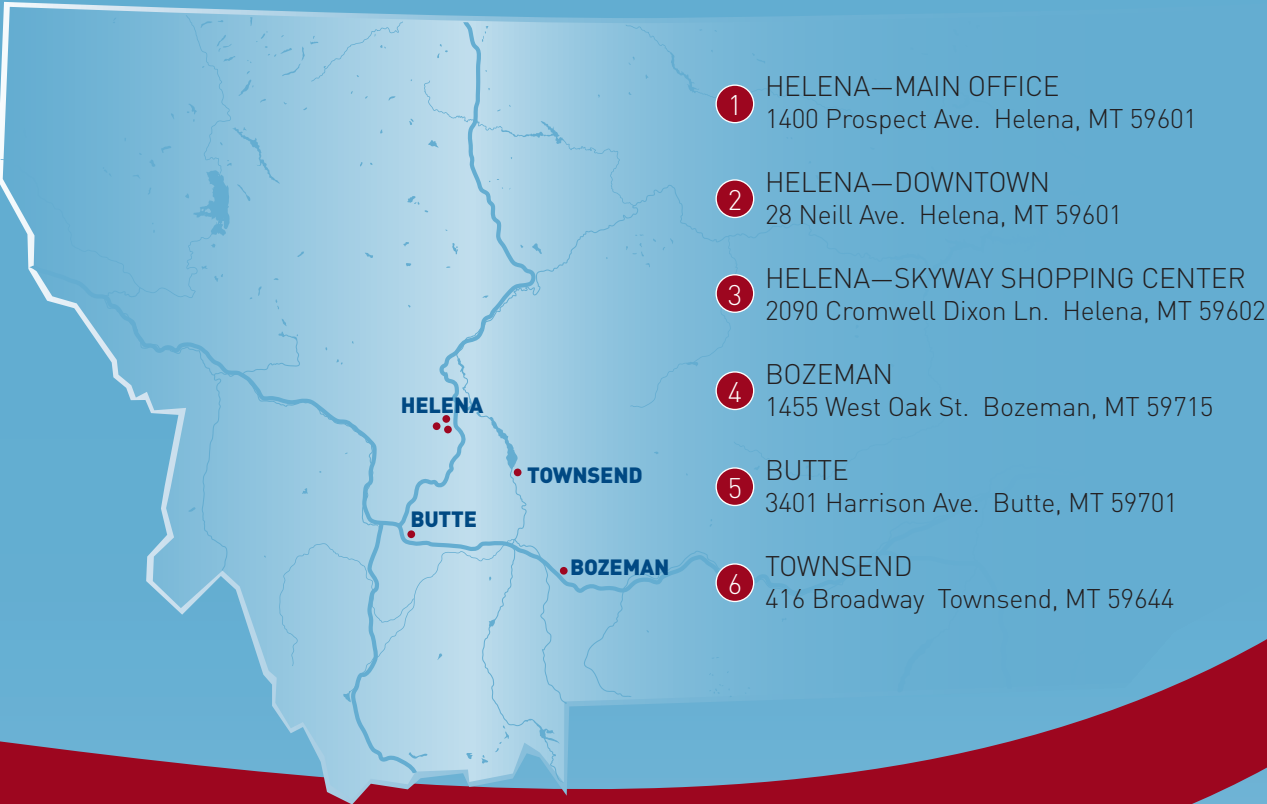 1
HELENA—MAIN OFFICE
1400 Prospect Ave. Helena, MT 59601
2
HELENA—DOWNTOWN
28 Neill Ave. Helena, MT 59601
3
HELENA—SKYWAY SHOPPING CENTER
2090 Cromwell Dixon Ln. Helena, MT 59602
4
BOZEMAN
1455 West Oak St. Bozeman, MT 59715
5
BUTTE
3401 Harrison Ave. Butte, MT 59701
6
TOWNSEND
416 Broadway Townsend, MT 59644
HELENA
TOWNSEND
BUTTE
BOZEMAN